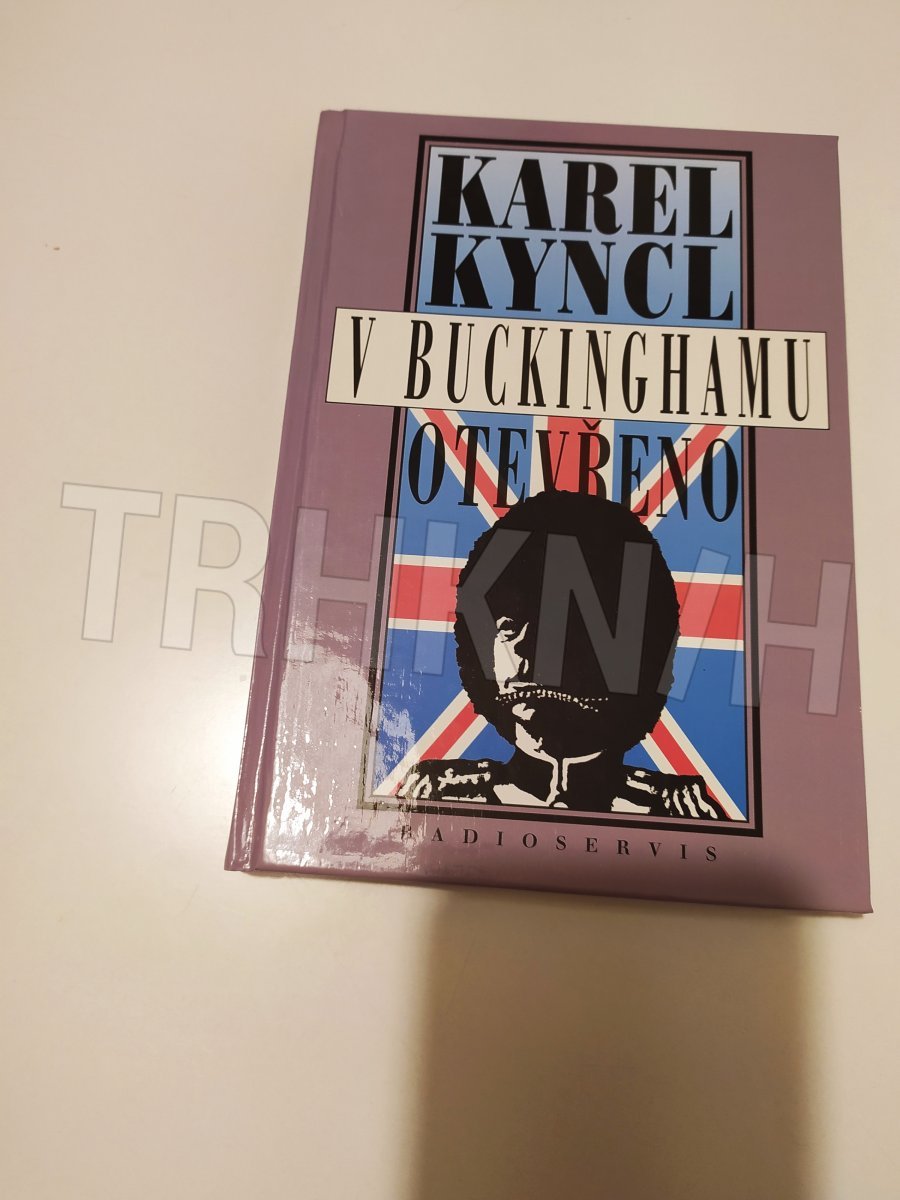 KAREL
KYNCL
V BUCKINGHAMU
OTEVŘENO
TRHKNIH
RADIOSERVIS